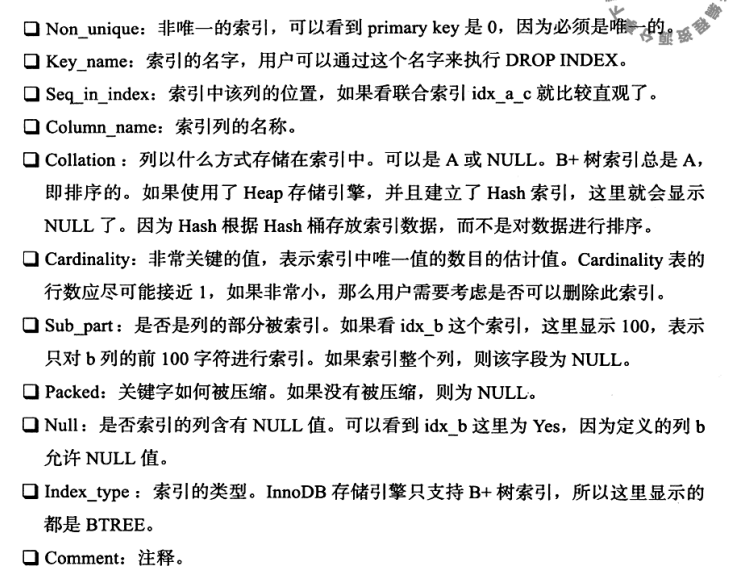 ❑ Non_unique：非唯一的索引，可以看到 primary key 是 0，因为必须是唯一的。
❑ Key_name：索引的名字，用户可以通过这个名字来执行 DROP INDEX。
❑ Seq_in_index：索引中该列的位置，如果看联合索引 idx_a_c 就比较直观了。
❑ Column_name：索引列的名称。
❑ Collation：列以什么方式存储在索引中。可以是 A 或 NULL。B+ 树索引总是 A，
即排序的。如果使用了 Heap 存储引擎，并且建立了 Hash 索引，这里就会显示
NULL 了。因为 Hash 根据 Hash 桶存放索引数据，而不是对数据进行排序。
❑ Cardinality：非常关键的值，表示索引中唯一值的数目的估计值。Cardinality 表的
行数应尽可能接近 1，如果非常小，那么用户需要考虑是否可以删除此索引。
❑ Sub_part：是否是列的部分被索引。如果看 idx_b 这个索引，这里显示 100，表示
只对 b 列的前 100 字符进行索引。如果索引整个列，则该字段为 NULL。
❑ Packed：关键字如何被压缩。如果没有被压缩，则为 NULL。
❑ Null：是否索引的列含有 NULL 值。可以看到 idx_b 这里为 Yes，因为定义的列 b
允许 NULL 值。
❑ Index_type：索引的类型。InnoDB 存储引擎只支持 B+ 树索引，所以这里显示的
都是 BTREE。
❑ Comment：注释。